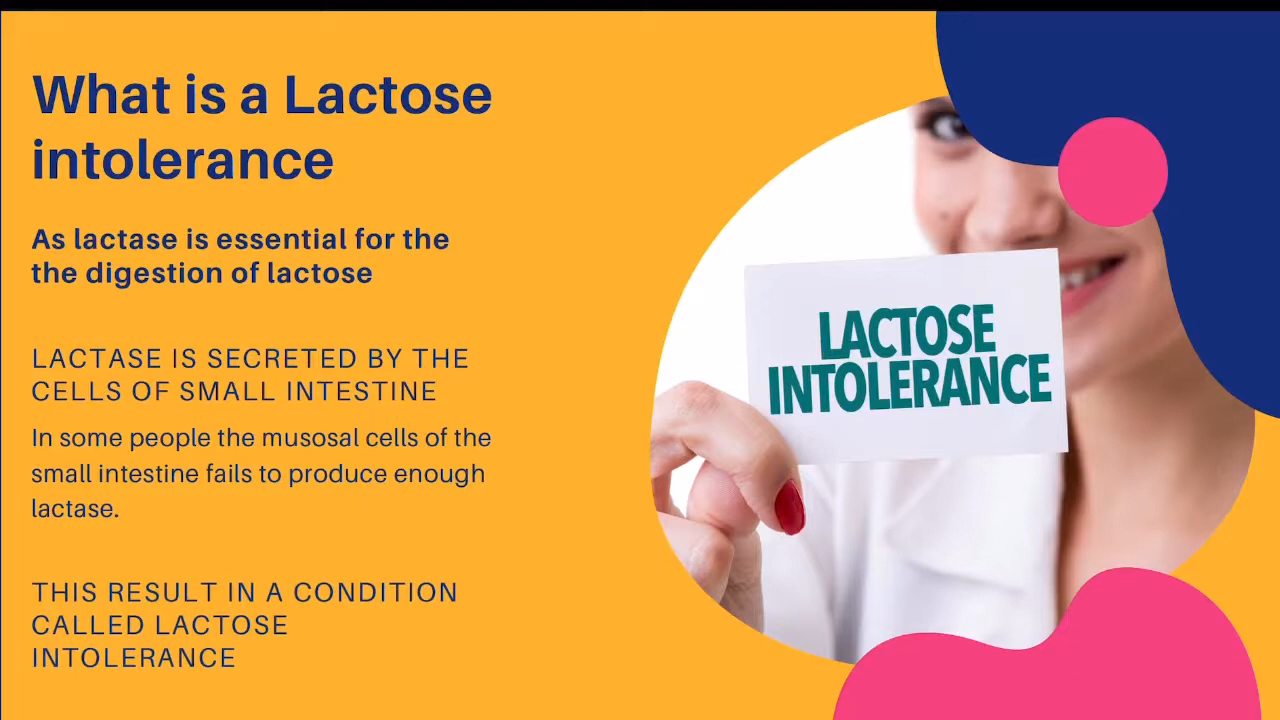 What is a Lactose
intolerance
As lactase is essential for the
the digestion of lactose
LACTASE IS SECRETED BY THE
CELLS OF SMALL INTESTINE
In some people the musosal cells of the
small intestine fails to produce enough
lactase.
THIS RESULT IN A CONDITION
CALLED LACTOSE
INTOLERANCE
LACTOSE
INTOLERANCE